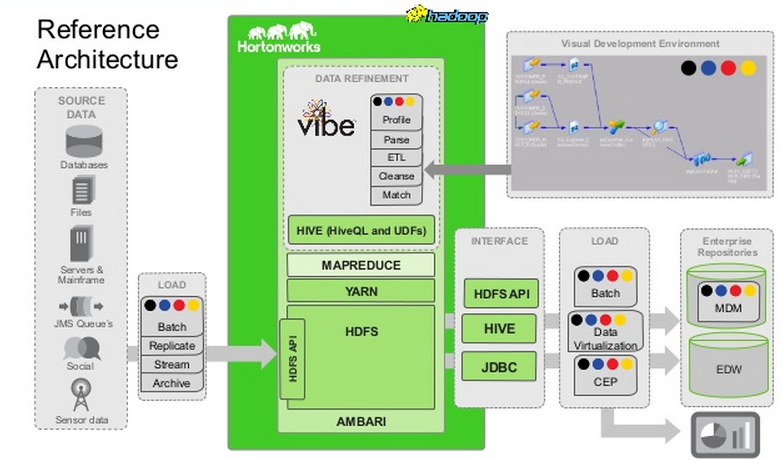 Reference
Architecture
SOURCE
DATA
Databases
Files
Servers &
Mainframe
JMS Queue's
Social
Sensor data
LOAD
Batch
Replicate
Stream
Archive
hadoop
Hortonworks
DATA REFINEMENT
vibe
Profile
Parse
ETL
Cleanse
Match
HIVE (HiveQL and UDFs)
MAPREDUCE
YARN
HDFS
HDFS API
AMBARI
Visual Development Environment
INTERFACE
HDFS API
HIVE
JDBC
LOAD
Batch
Data
Virtualization
CEP
Enterprise
Repositories
MDM
EDW